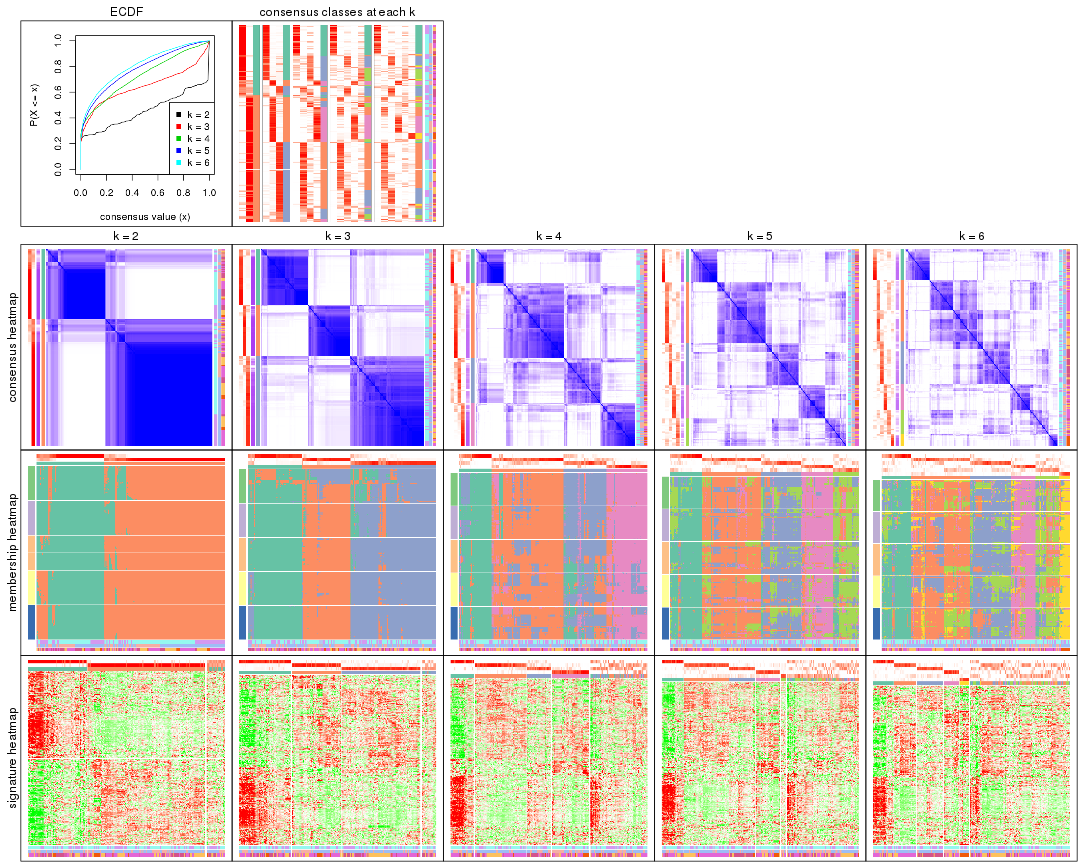 ECDF
consensus classes at each k
P(X <= x)
0.0 0.2 0.4 0.6 0.8 1.0
k = 2
k = 3
k = 4
k = 5
k = 6
0.0 0.2 0.4 0.6 0.8 1.0
consensus value (x)
k = 2
k = 3
k = 4
k = 5
k = 6
consensus heatmap
membership heatmap
signature heatmap